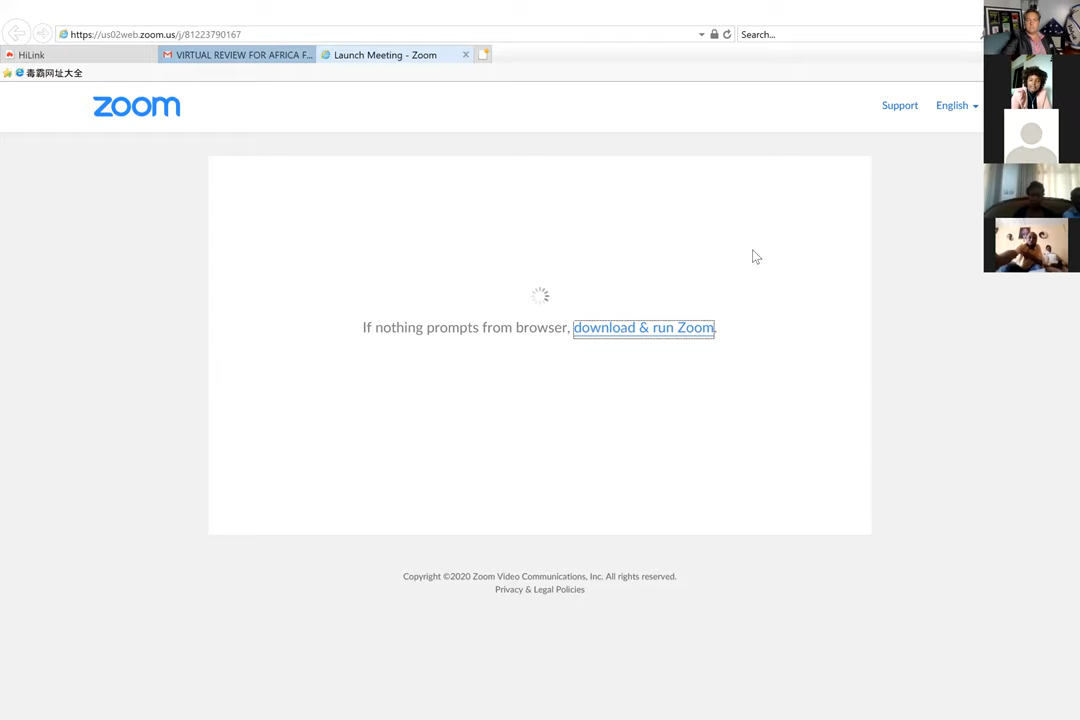 https://us02web.zoom.us/j/81223790167
Search...
HiLink
VIRTUAL REVIEW FOR AFRICA F...
Launch Meeting - Zoom
毒霸网址大全
zoom
Support
English
If nothing prompts from browser, download & run Zoom.
Copyright ©2020 Zoom Video Communications, Inc. All rights reserved.
Privacy & Legal Policies